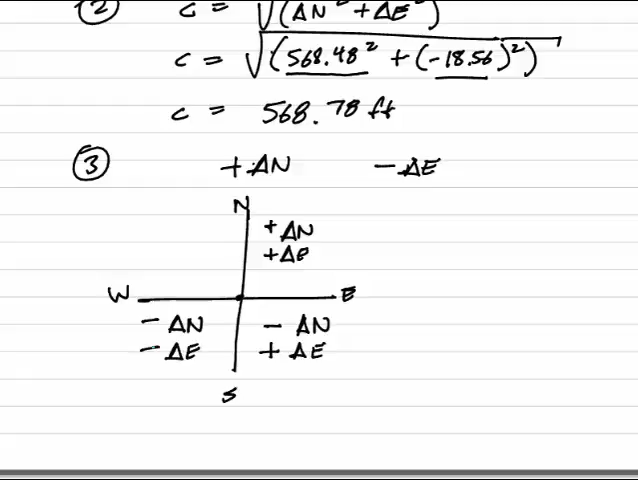 ② c = √(ΔN² + ΔE²)
c = √(568.48² + (-18.56)²)
c = 568.78 ft
③ +ΔN -ΔE
N
+ΔN
+ΔE
W E
-ΔN -ΔN
-ΔE +ΔE
S